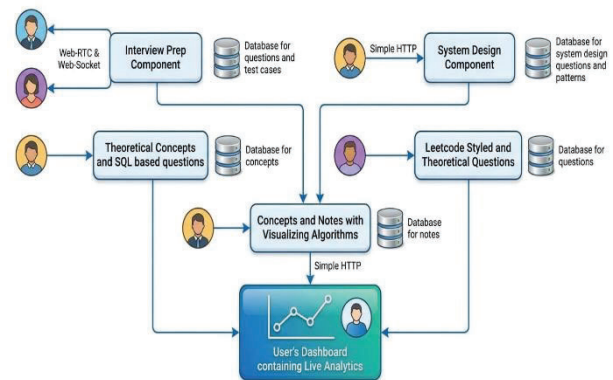 Web-RTC &
Web-Socket
Interview Prep
Component
Database for
questions and
test cases
Simple HTTP
System Design
Component
Database for
system design
questions and
patterns
Theoretical Concepts
and SQL based questions
Database for
concepts
Leetcode Styled and
Theoretical Questions
Database for
questions
Concepts and Notes with
Visualizing Algorithms
Database
for notes
Simple HTTP
User's Dashboard
containing Live Analytics